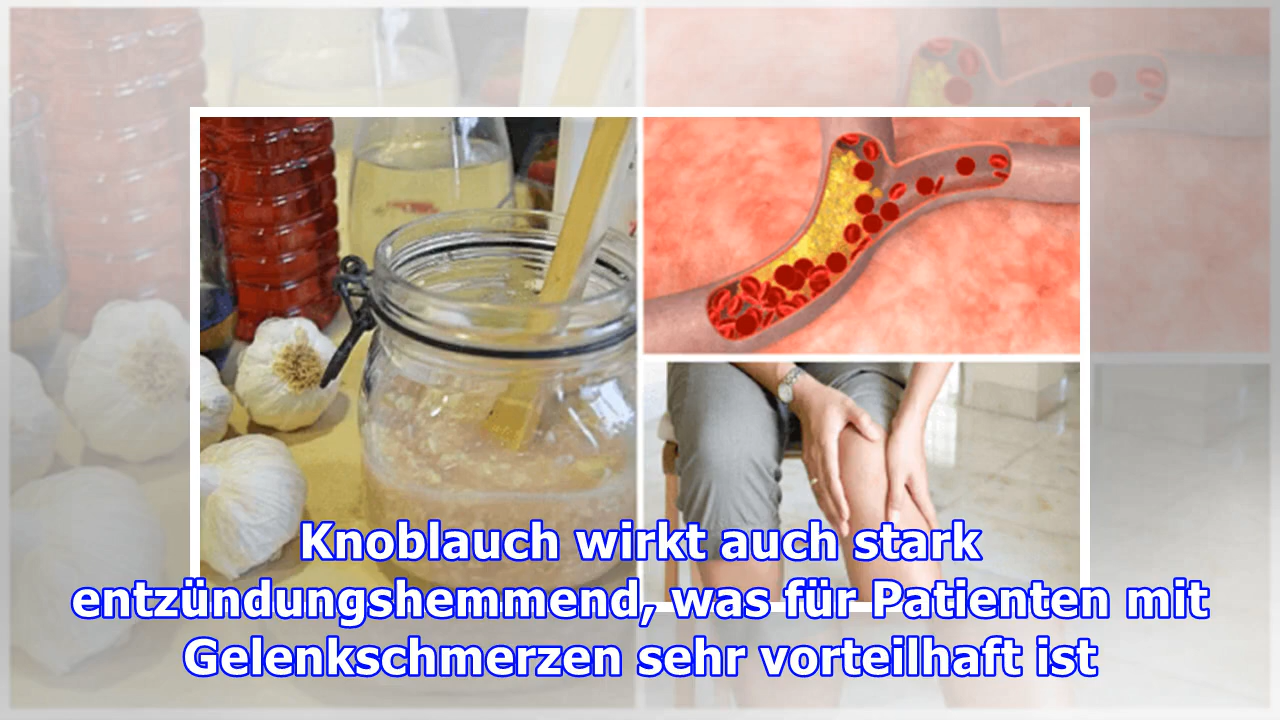 Knoblauch wirkt auch stark
entzündungshemmend, was für Patienten mit
Gelenkschmerzen sehr vorteilhaft ist